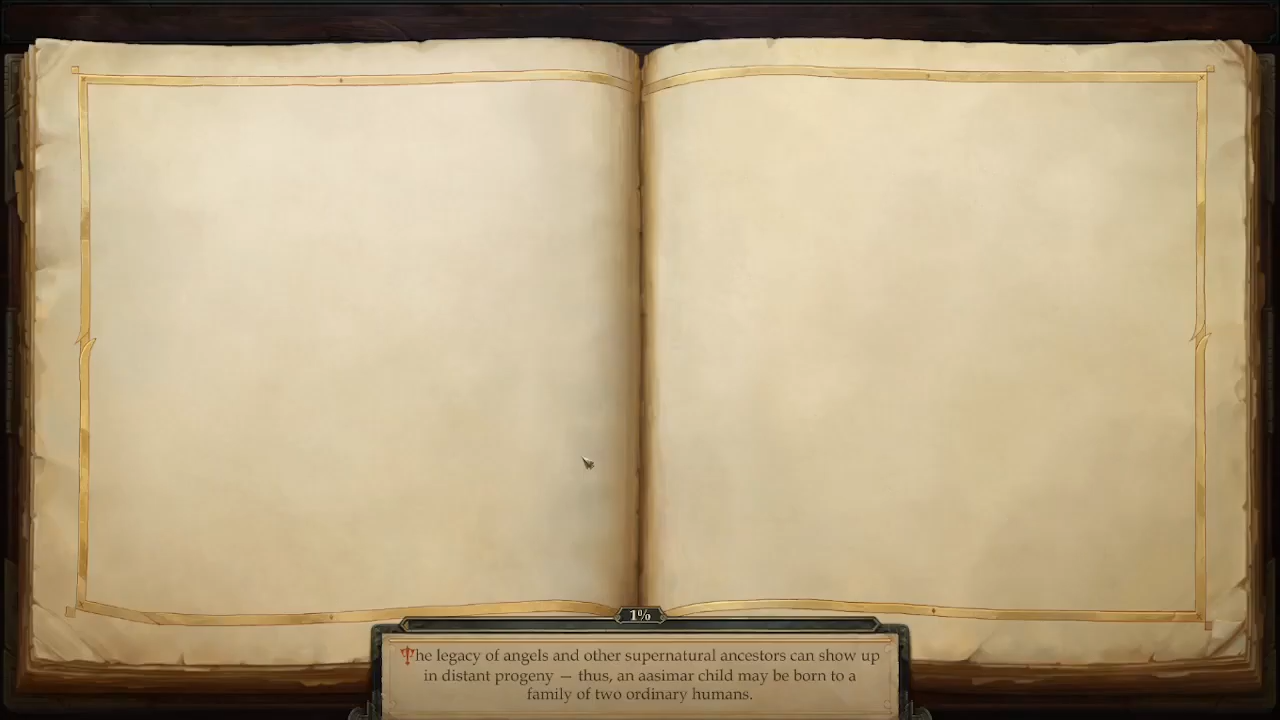 1%
The legacy of angels and other supernatural ancestors can show up
in distant progeny — thus, an aasimar child may be born to a
family of two ordinary humans.